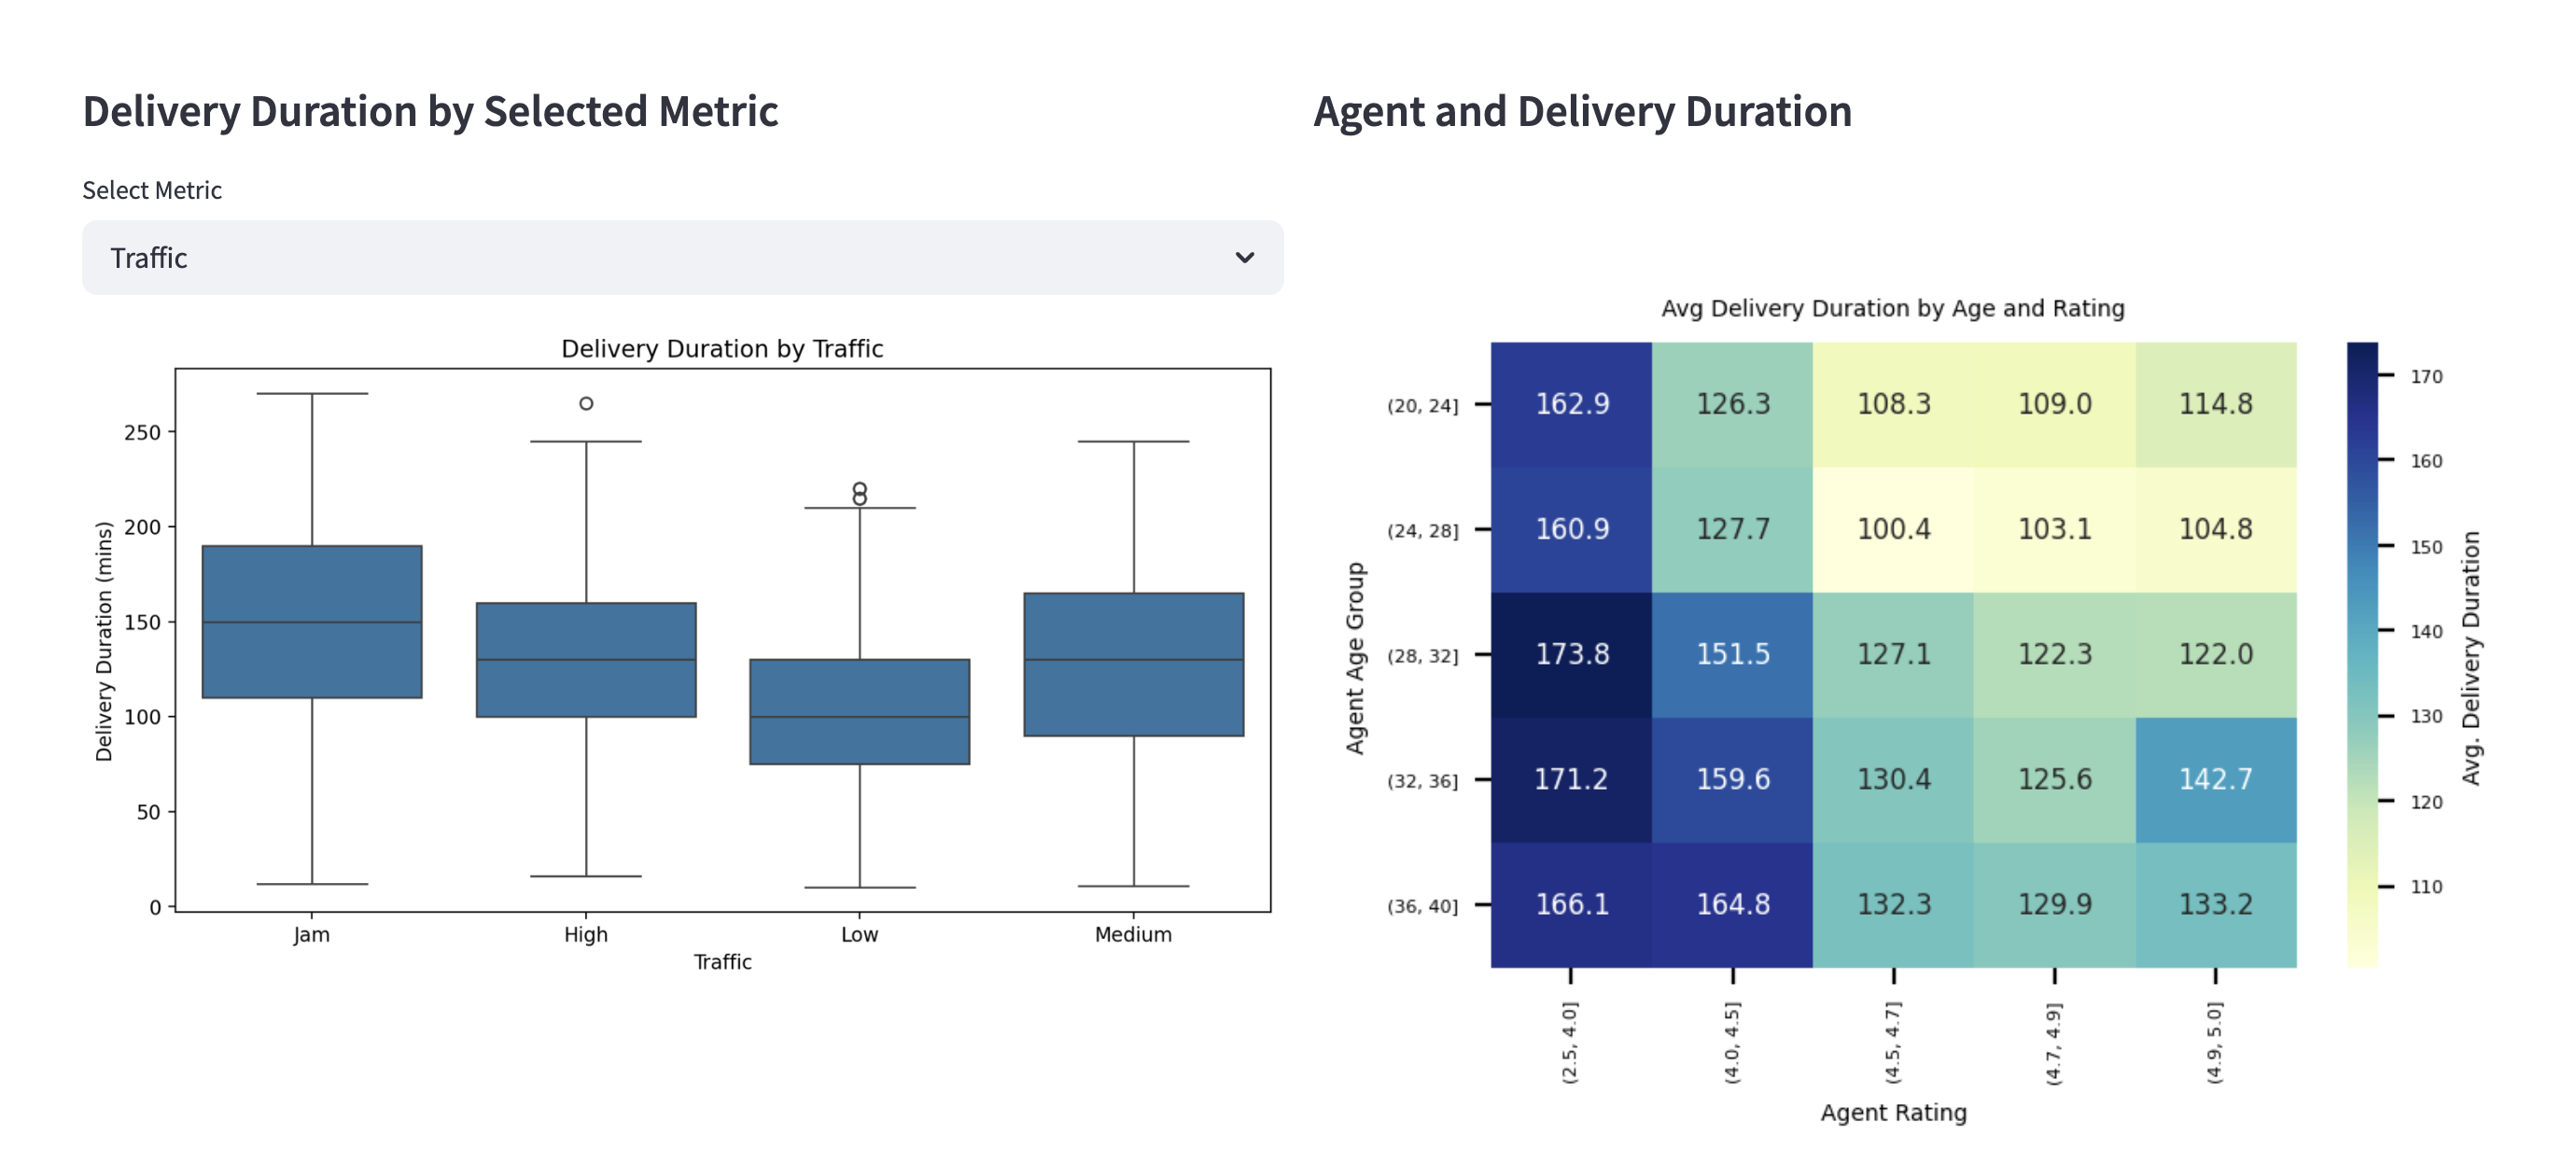 Delivery Duration by Selected Metric
Select Metric
Traffic
Delivery Duration by Traffic
Delivery Duration (mins)
250
200
150
100
50
0
Jam High Low Medium
Traffic
Agent and Delivery Duration
Avg Delivery Duration by Age and Rating
Agent Age Group
(20, 24] 162.9 126.3 108.3 109.0 114.8
(24, 28] 160.9 127.7 100.4 103.1 104.8
(28, 32] 173.8 151.5 127.1 122.3 122.0
(32, 36] 171.2 159.6 130.4 125.6 142.7
(36, 40] 166.1 164.8 132.3 129.9 133.2
(2.5, 4.0] (4.0, 4.5] (4.5, 4.7] (4.7, 4.9] (4.9, 5.0]
Agent Rating
170
160
150
140
130
120
110
Avg. Delivery Duration